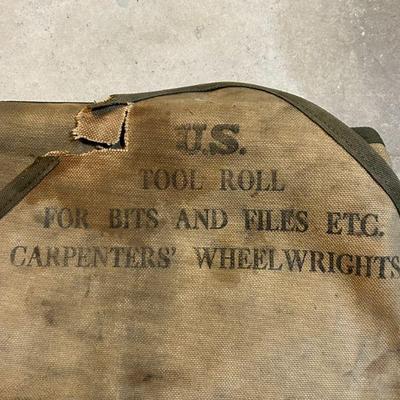 U.S.
TOOL ROLL
FOR BITS AND FILES ETC.
CARPENTERS' WHEELWRIGHTS